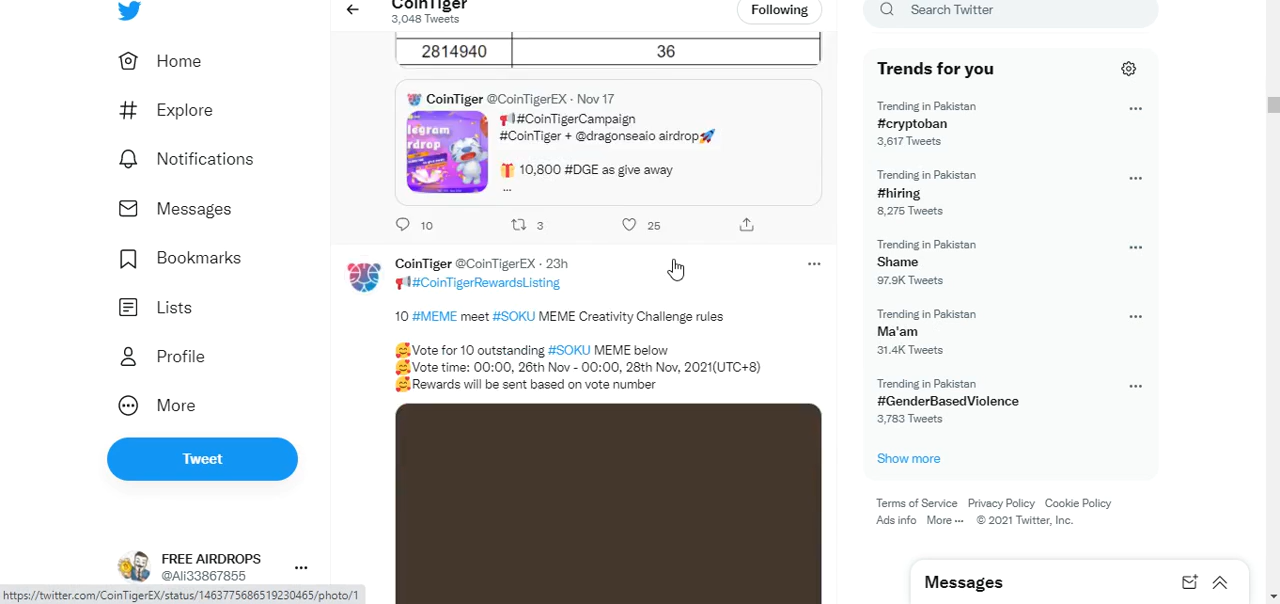 CoinTiger
3,048 Tweets
Following
Search Twitter
Home
Explore
Notifications
Messages
Bookmarks
Lists
Profile
More
Tweet
FREE AIRDROPS
@Ali33867855
2814940 36
CoinTiger @CoinTigerEX · Nov 17
#CoinTigerCampaign
#CoinTiger + @dragonseaio airdrop
10,800 #DGE as give away
...
10 3 25
CoinTiger @CoinTigerEX · 23h
#CoinTigerRewardsListing
10 #MEME meet #SOKU MEME Creativity Challenge rules
Vote for 10 outstanding #SOKU MEME below
Vote time: 00:00, 26th Nov - 00:00, 28th Nov, 2021(UTC+8)
Rewards will be sent based on vote number
Trends for you
Trending in Pakistan
#cryptoban
3,617 Tweets
Trending in Pakistan
#hiring
8,275 Tweets
Trending in Pakistan
Shame
97.9K Tweets
Trending in Pakistan
Ma'am
31.4K Tweets
Trending in Pakistan
#GenderBasedViolence
3,783 Tweets
Show more
Terms of Service Privacy Policy Cookie Policy
Ads info More ··· © 2021 Twitter, Inc.
Messages
https://twitter.com/CoinTigerEX/status/1463775686519230465/photo/1